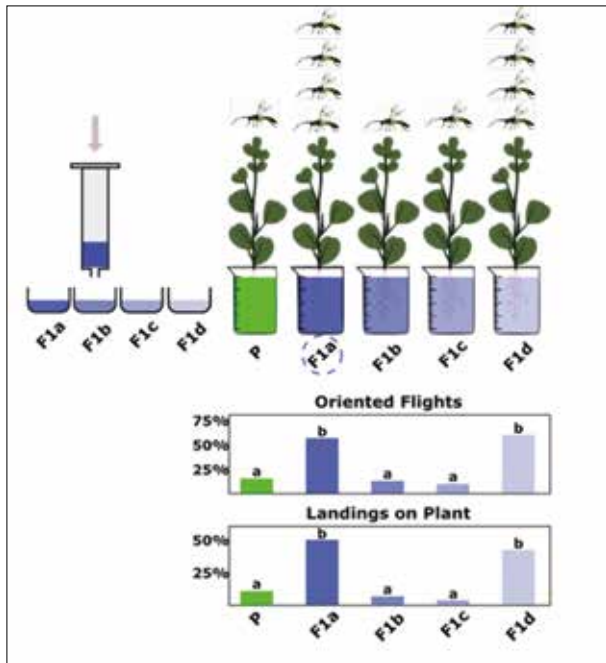 F1a F1b F1c F1d
P F1a F1b F1c F1d
Oriented Flights
75%
50%
25%
a b a a b
Landings on Plant
50%
25%
a b a a b
P F1a F1b F1c F1d